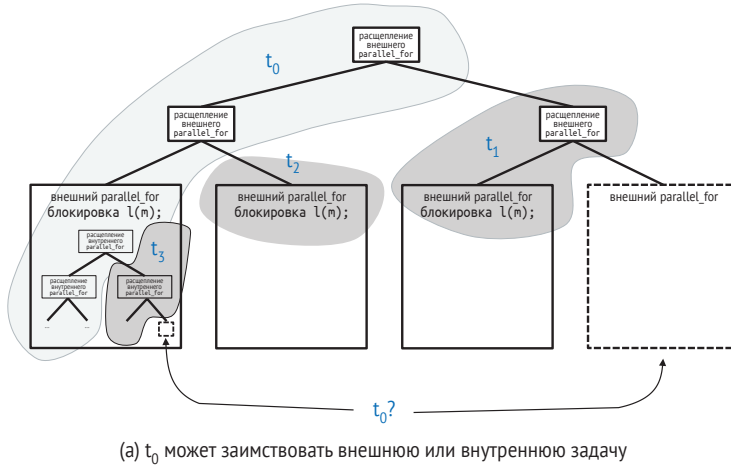 расщепление
внешнего
parallel_for
t0
расщепление
внешнего
parallel_for
расщепление
внешнего
parallel_for
t2
t1
внешний parallel_for
блокировка l(m);
внешний parallel_for
блокировка l(m);
внешний parallel_for
блокировка l(m);
внешний parallel_for
расщепление
внутреннего
parallel_for
t3
расщепление
внутреннего
parallel_for
расщепление
внутреннего
parallel_for
... ...
t0?
(a) t0 может заимствовать внешнюю или внутреннюю задачу